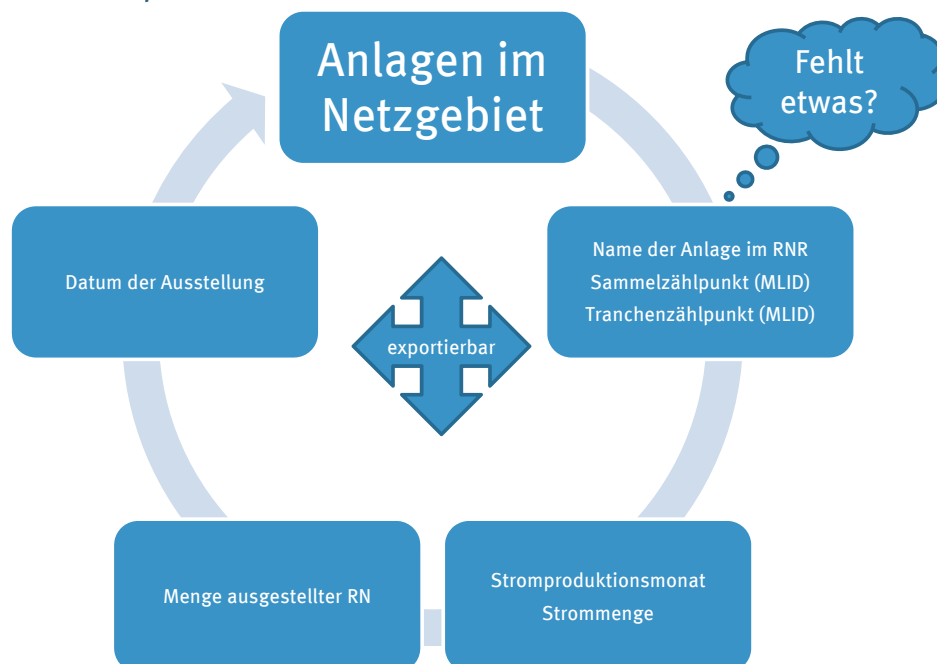 Anlagen im
Netzgebiet
Fehlt
etwas?
Name der Anlage im RNR
Sammelzählpunkt (MLID)
Tranchenzählpunkt (MLID)
Datum der Ausstellung
exportierbar
Menge ausgestellter RN
Stromproduktionsmonat
Strommenge